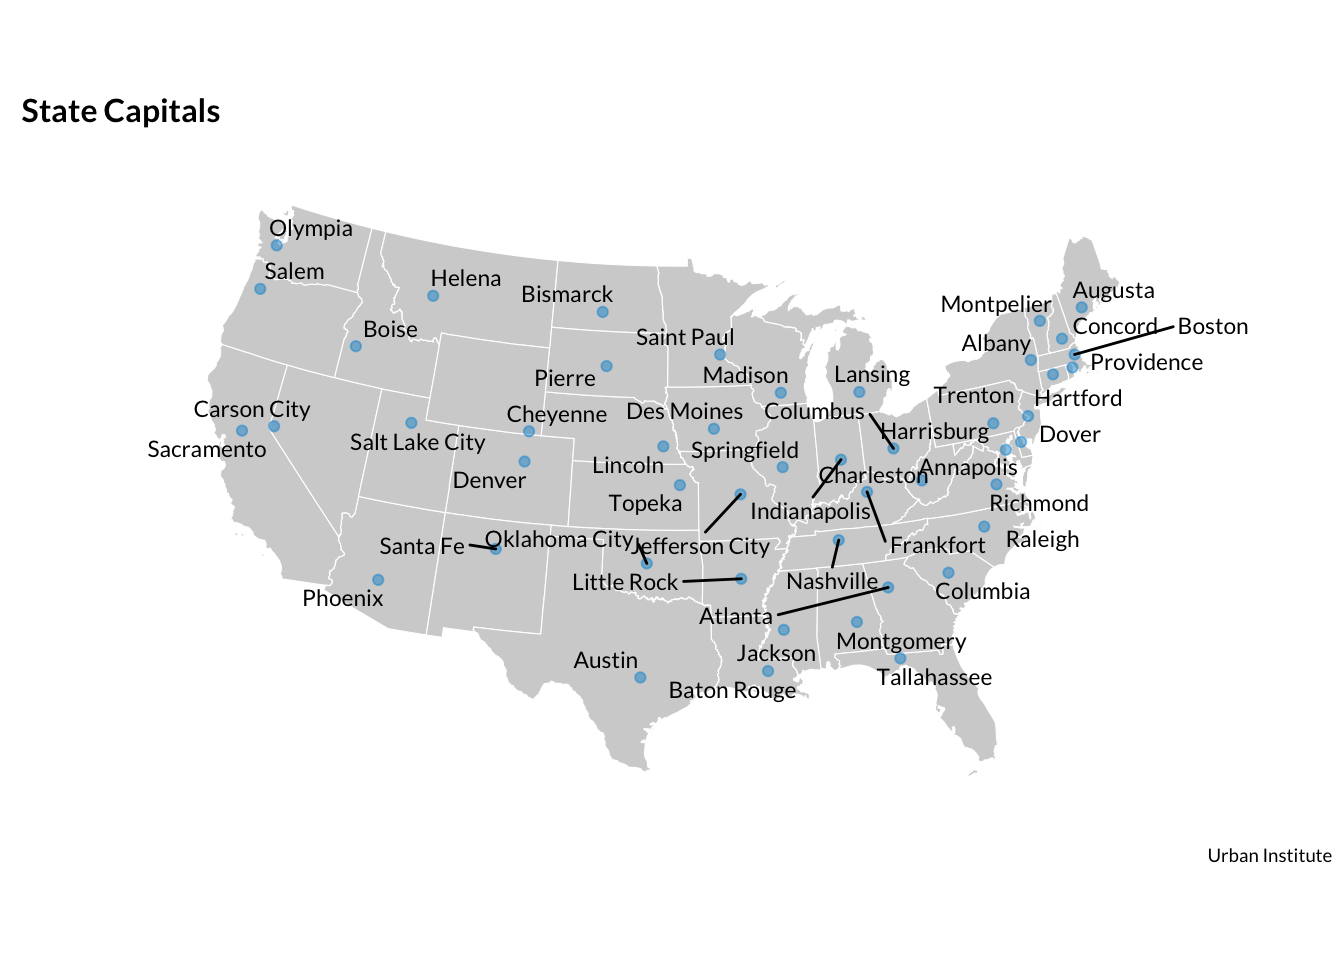 State Capitals
Olympia
Salem
Helena
Bismarck
Augusta
Montpelier
Concord
Boston
Boise
Saint Paul
Albany
Providence
Pierre
Madison
Lansing
Trenton
Hartford
Carson City
Cheyenne
Des Moines
Columbus
Harrisburg
Dover
Sacramento
Salt Lake City
Springfield
Lincoln
Charleston
Annapolis
Denver
Topeka
Indianapolis
Richmond
Santa Fe
Oklahoma City
Jefferson City
Frankfort
Raleigh
Little Rock
Nashville
Phoenix
Columbia
Atlanta
Montgomery
Jackson
Austin
Tallahassee
Baton Rouge
Urban Institute